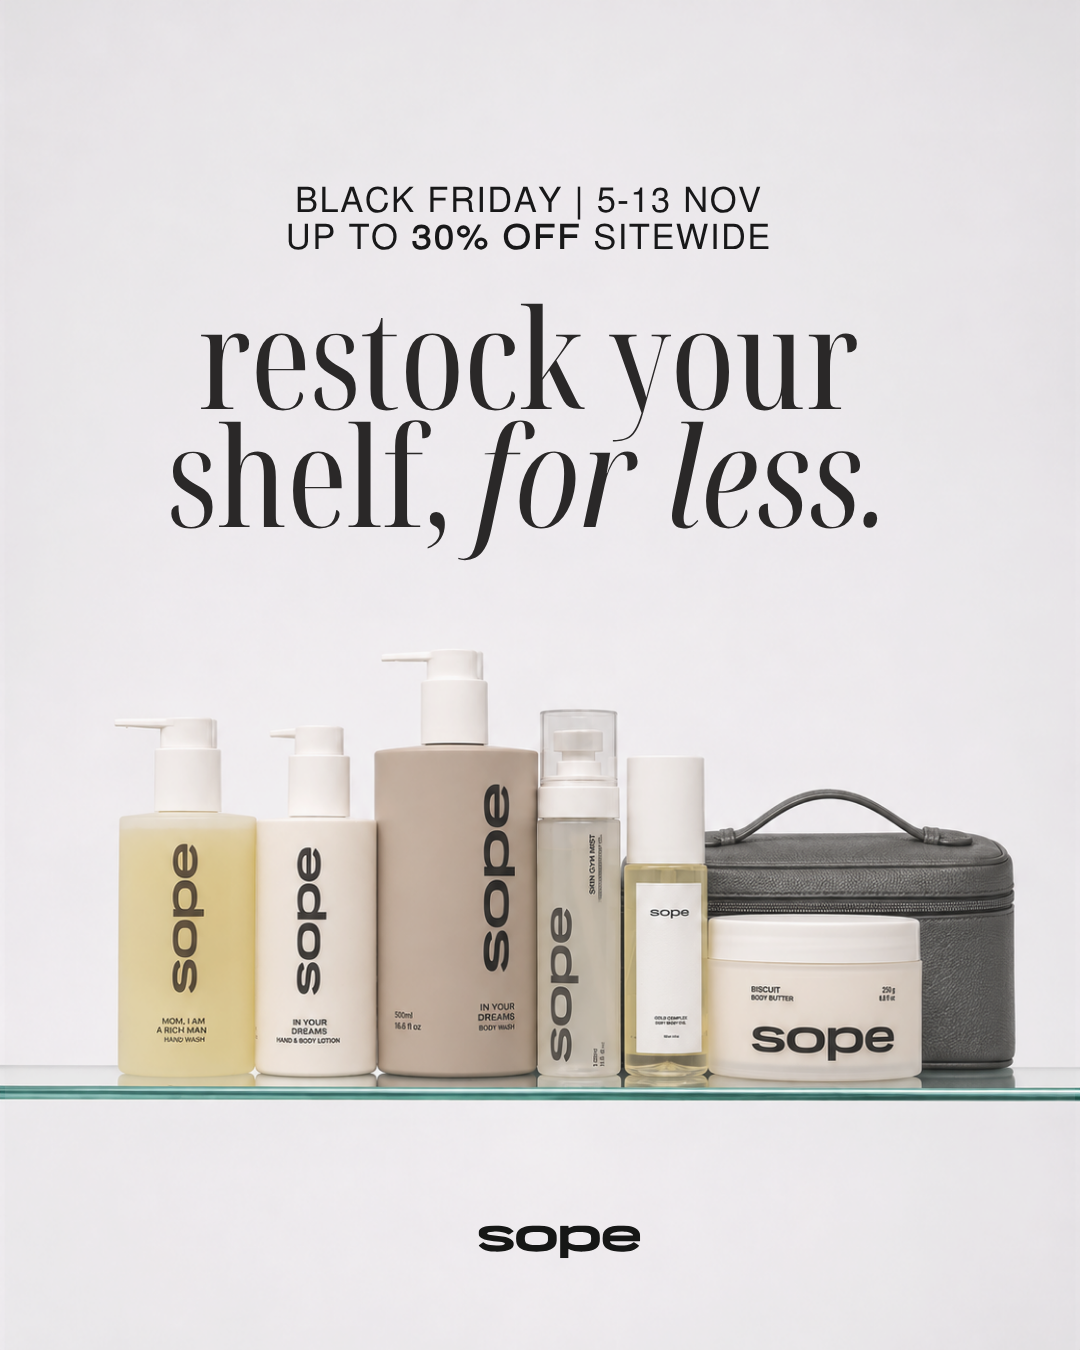 BLACK FRIDAY | 5-13 NOV
UP TO 30% OFF SITEWIDE
restock your
shelf, for less.
sope
MOM, I AM
A RICH MAN
HAND WASH
sope
IN YOUR
DREAMS
HAND & BODY LOTION
sope
500ml
16.6 fl oz
IN YOUR
DREAMS
BODY WASH
SKIN GYM MIST
sope
sope
BISCUIT
BODY BUTTER
250 g
sope
sope